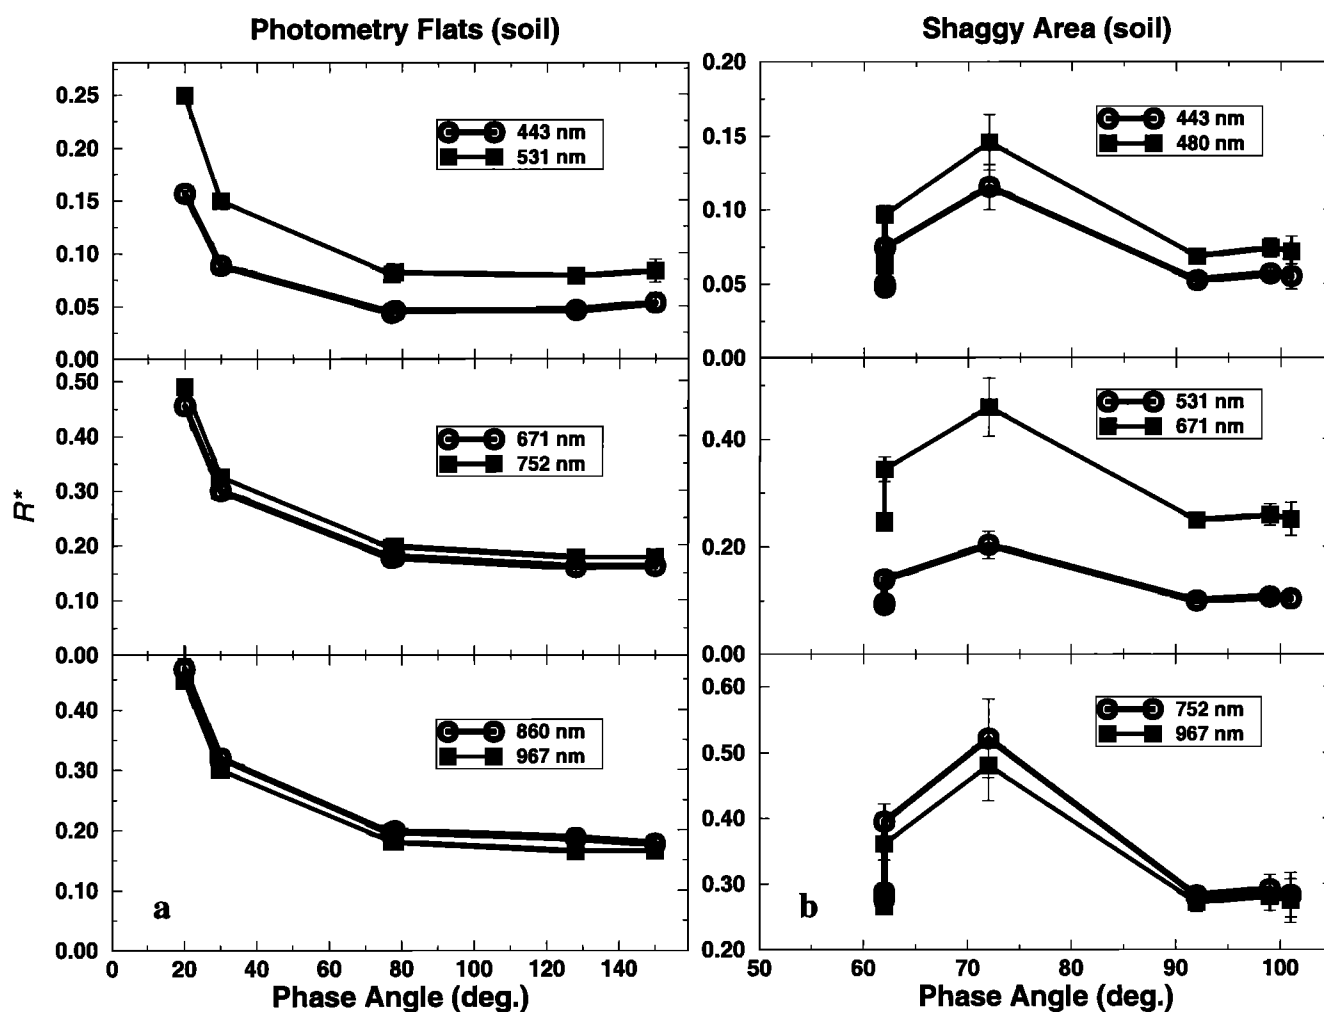 Photometry Flats (soil)
Shaggy Area (soil)
0.25
0.20
0.15
0.10
0.05
0.00
443 nm
531 nm
0.20
0.15
0.10
0.05
0.00
443 nm
480 nm
R*
0.50
0.40
0.30
0.20
0.10
0.00
671 nm
752 nm
0.40
0.20
0.00
531 nm
671 nm
0.40
0.30
0.20
0.10
0.00
860 nm
967 nm
a
0 20 40 60 80 100 120 140
Phase Angle (deg.)
0.60
0.50
0.40
0.30
0.20
752 nm
967 nm
b
50 60 70 80 90 100
Phase Angle (deg.)